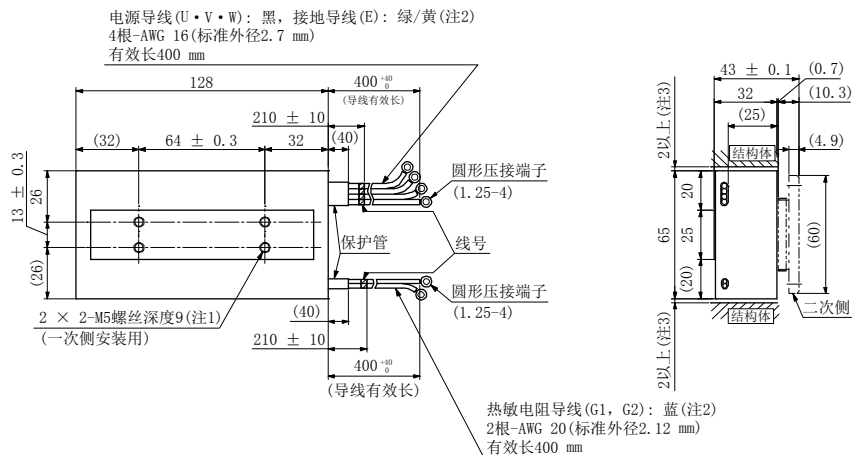 电源导线(U・V・W): 黑, 接地导线(E): 绿/黄(注2)
4根-AWG 16(标准外径2.7 mm)
有效长400 mm
128
400 +40 0
(导线有效长)
210 ± 10
(32)
64 ± 0.3
32
(40)
13 ± 0.3
26
(26)
圆形压接端子
(1.25-4)
保护管
线号
圆形压接端子
(1.25-4)
2 × 2-M5螺丝深度9(注1)
(一次侧安装用)
(40)
210 ± 10
400 +40 0
(导线有效长)
热敏电阻导线(G1, G2): 蓝(注2)
2根-AWG 20(标准外径2.12 mm)
有效长400 mm
43 ± 0.1
(0.7)
32
(10.3)
(25)
(4.9)
2以上(注3)
结构体
20
65
25
(20)
(60)
二次侧
结构体
2以上(注3)